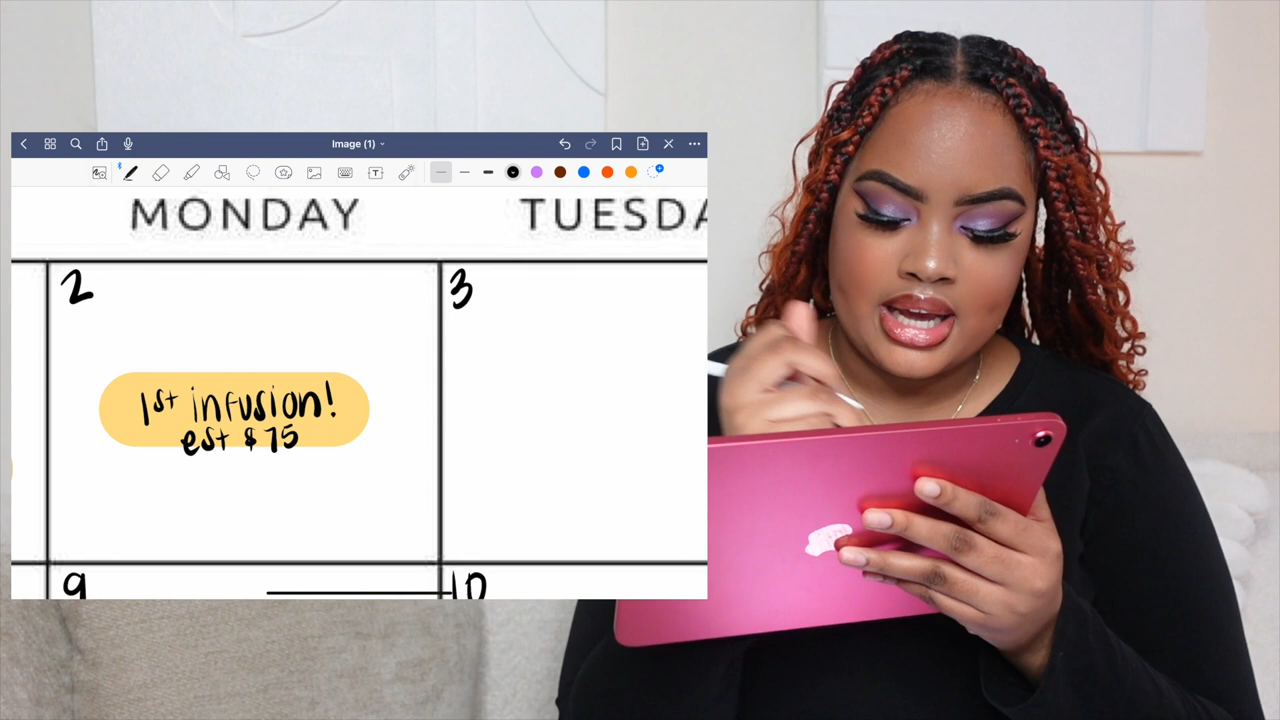 Image (1)
T
MONDAY
TUESDA
2
3
1st infusion!
est $75
9
10